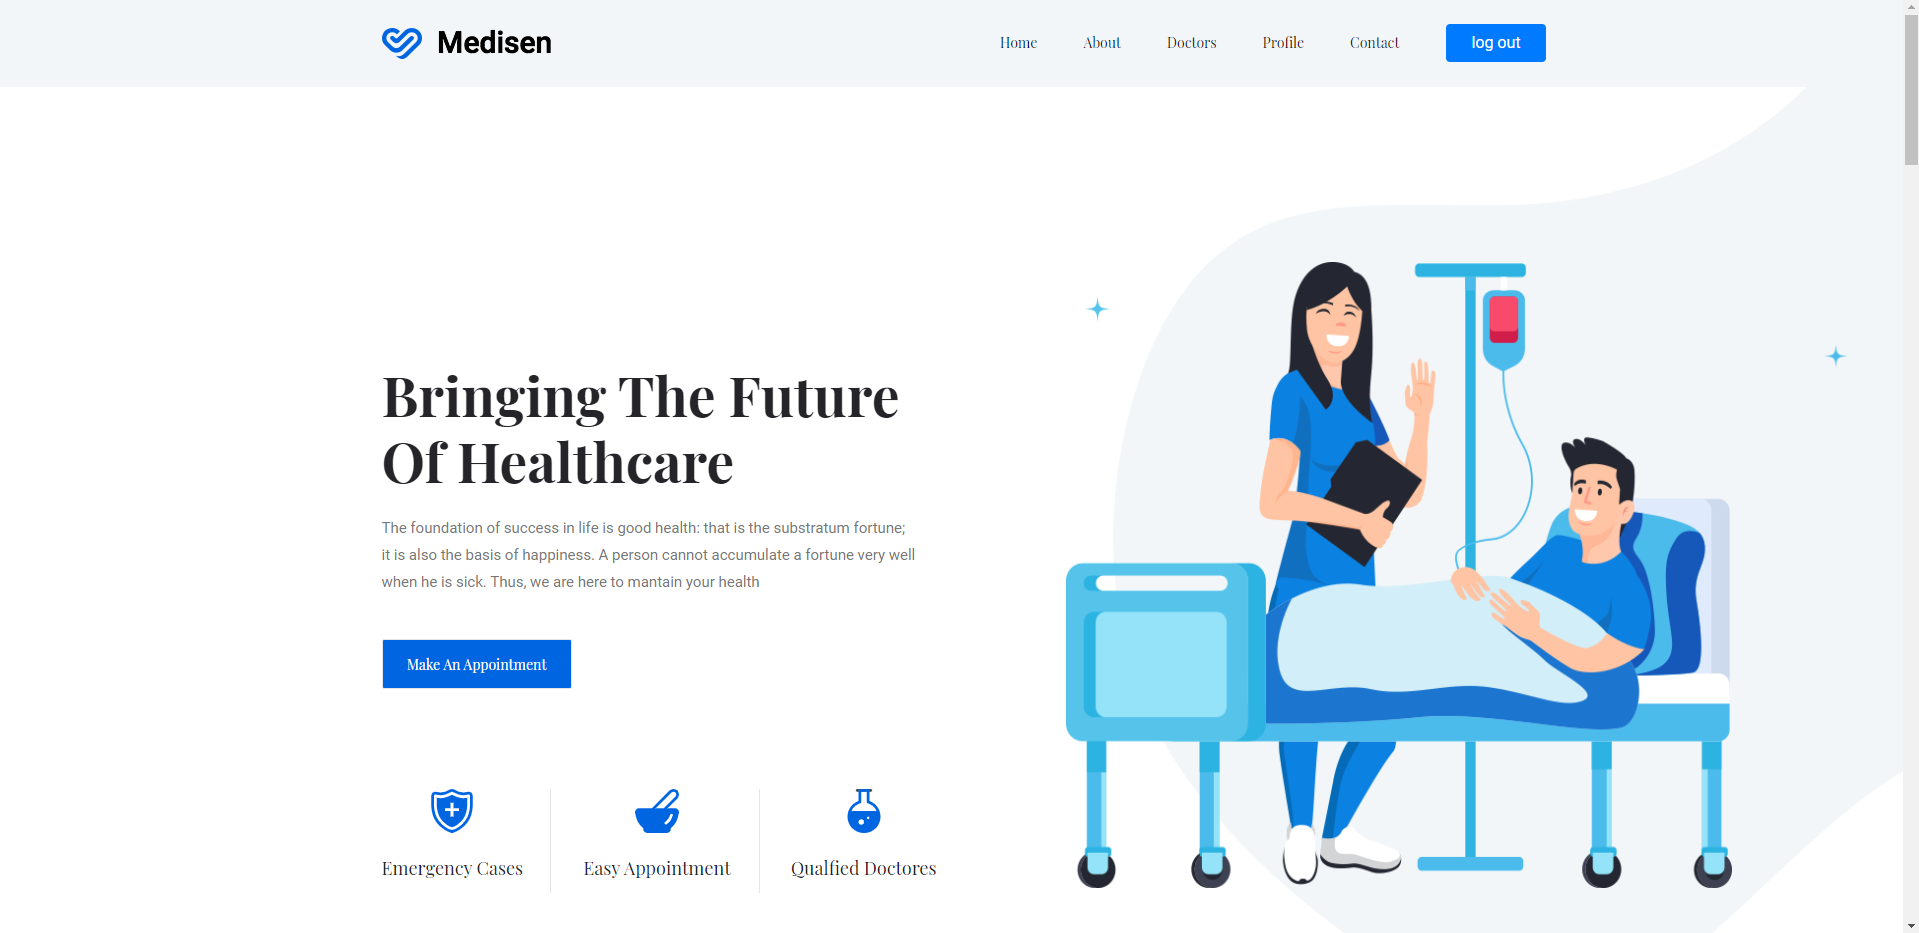 Medisen
Home About Doctors Profile Contact log out
Bringing The Future
Of Healthcare
The foundation of success in life is good health: that is the substratum fortune;
it is also the basis of happiness. A person cannot accumulate a fortune very well
when he is sick. Thus, we are here to mantain your health
Make An Appointment
Emergency Cases Easy Appointment Qualfied Doctores